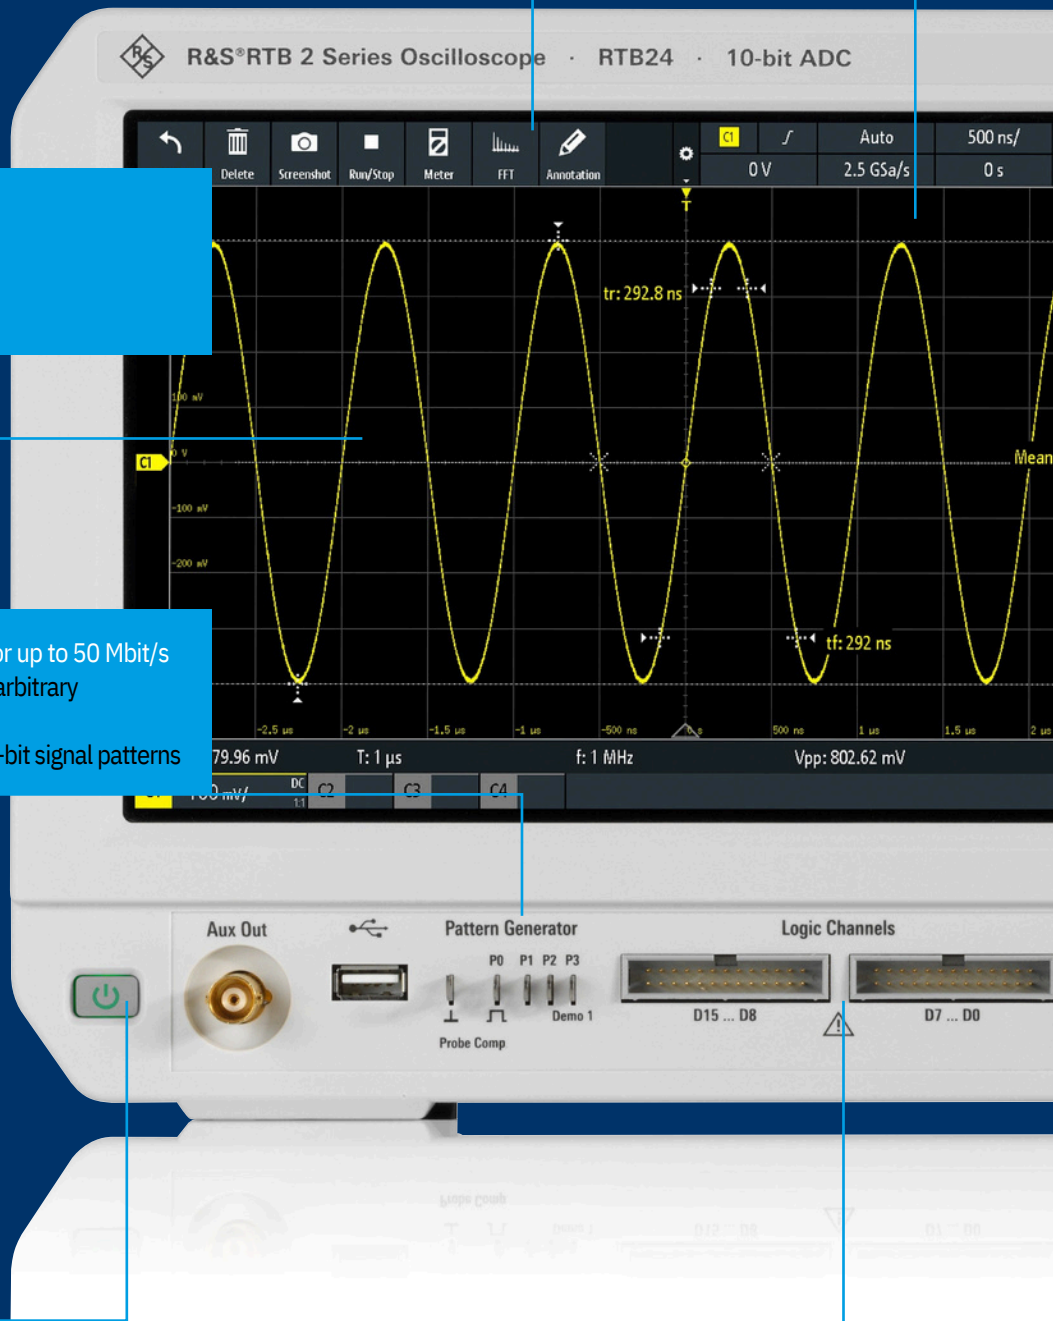 R&S R&S®RTB 2 Series Oscilloscope · RTB24 · 10-bit ADC
Delete Screenshot Run/Stop Meter FFT Annotation
C1 Auto 500 ns/
0 V 2.5 GSa/s 0 s
T
tr: 292.8 ns
100 mV
C1 0 V
Mean
-100 mV
-200 mV
tf: 292 ns
or up to 50 Mbit/s
arbitrary
-bit signal patterns
-2.5 µs -2 µs -1.5 µs -1 µs -500 ns 0 s 500 ns 1 µs 1.5 µs 2 µs
79.96 mV T: 1 µs f: 1 MHz Vpp: 802.62 mV
DC
1:1
C2 C3 C4
Aux Out Pattern Generator Logic Channels
P0 P1 P2 P3
Demo 1
D15 ... D8 D7 ... D0
Probe Comp